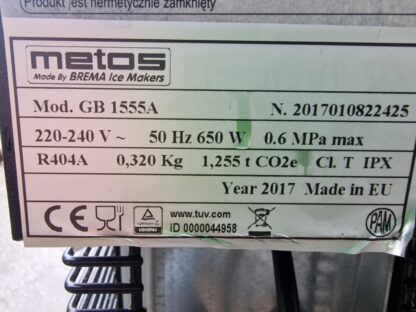 Produkt jest hermetycznie zamknięty
metos
Made By BREMA Ice Makers
Mod. GB 1555A N. 2017010822425
220-240 V ~ 50 Hz 650 W 0.6 MPa max
R404A 0,320 Kg 1,255 t CO2e Cl. T IPX
Year 2017 Made in EU
CE www.tuv.com
ID 0000044958
PAM